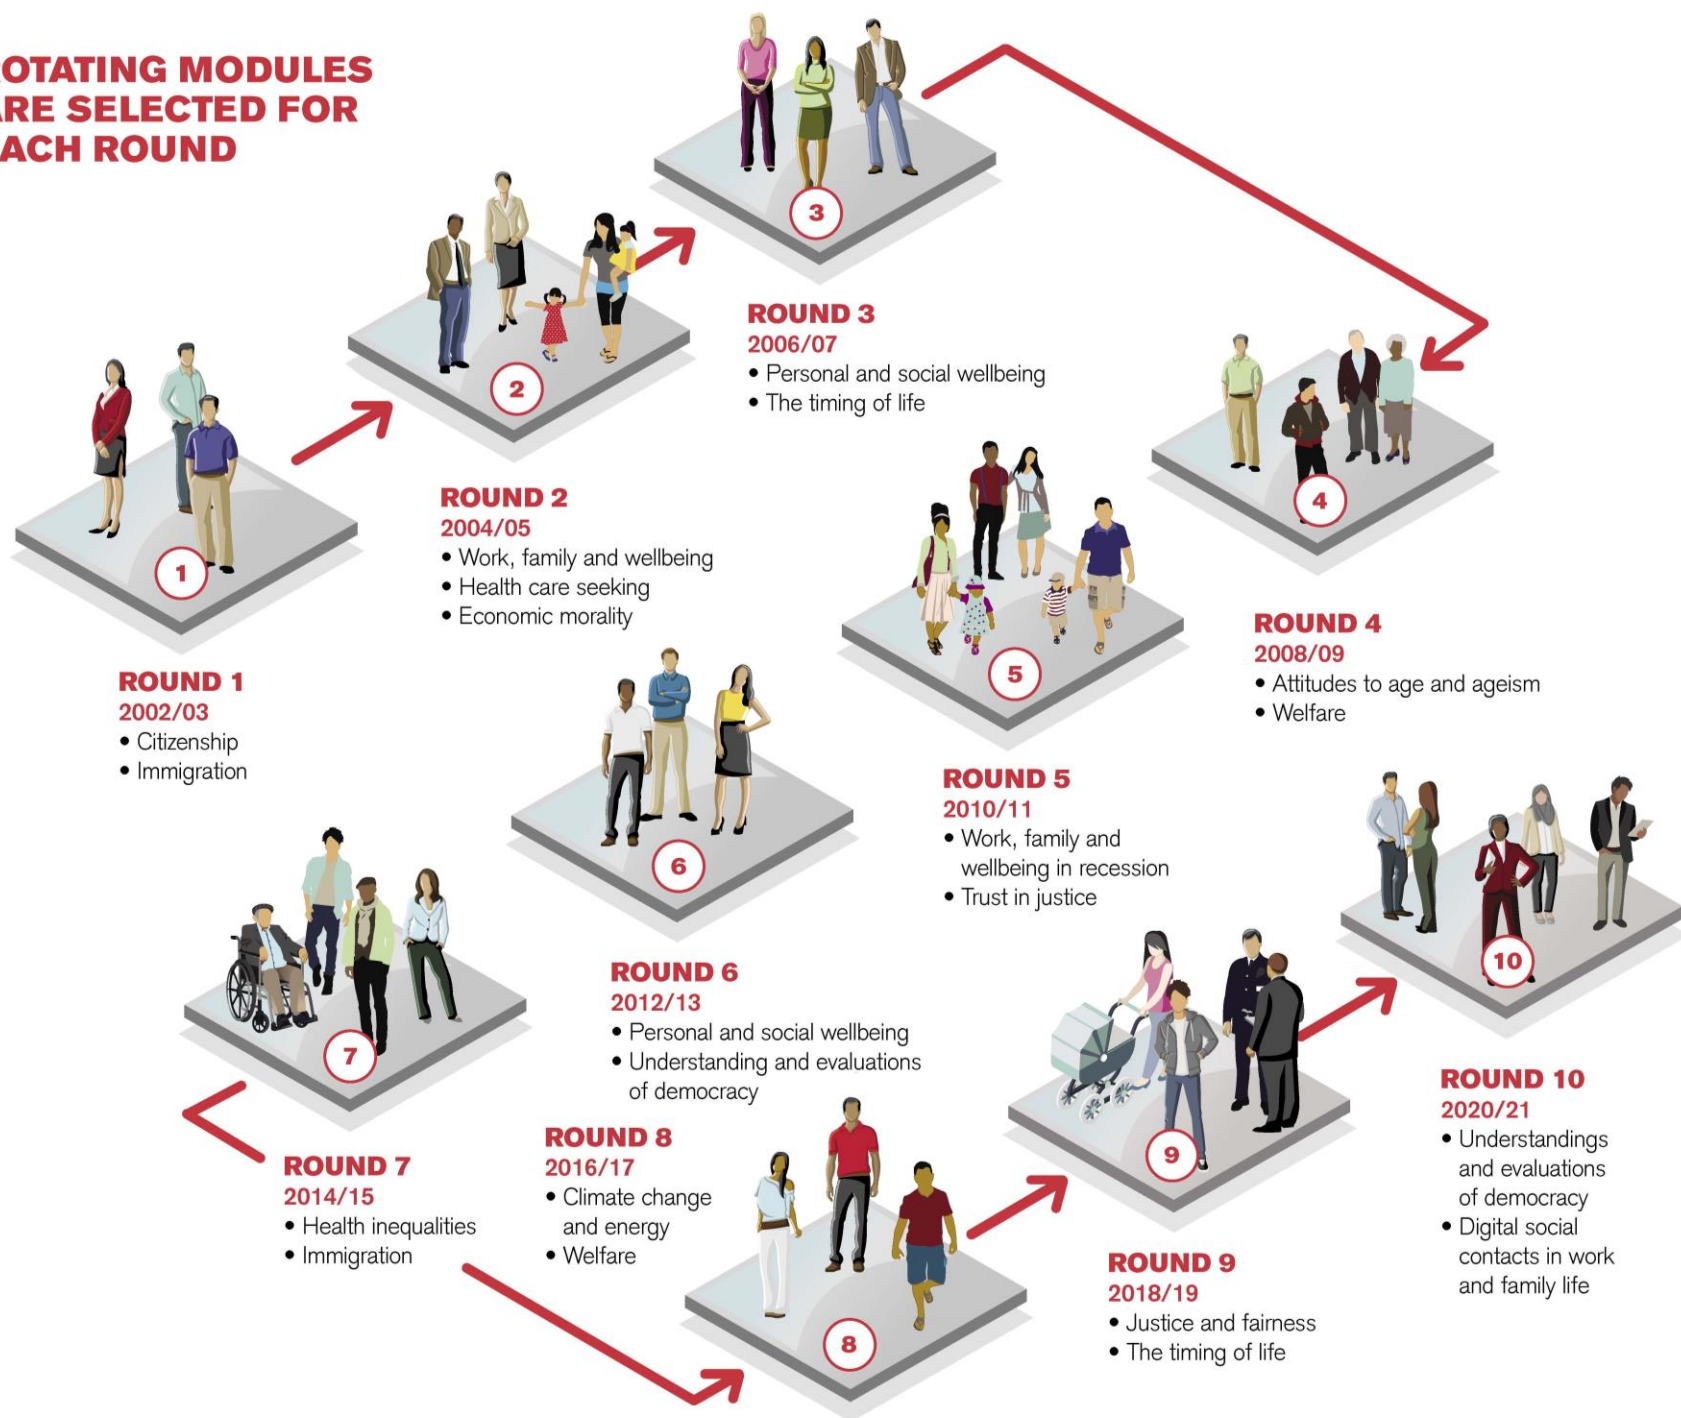 OTATING MODULES
ARE SELECTED FOR
ACH ROUND
1
ROUND 1
2002/03
• Citizenship
• Immigration
2
ROUND 2
2004/05
• Work, family and wellbeing
• Health care seeking
• Economic morality
3
ROUND 3
2006/07
• Personal and social wellbeing
• The timing of life
4
ROUND 4
2008/09
• Attitudes to age and ageism
• Welfare
5
ROUND 5
2010/11
• Work, family and
wellbeing in recession
• Trust in justice
6
ROUND 6
2012/13
• Personal and social wellbeing
• Understanding and evaluations
of democracy
7
ROUND 7
2014/15
• Health inequalities
• Immigration
8
ROUND 8
2016/17
• Climate change
and energy
• Welfare
9
ROUND 9
2018/19
• Justice and fairness
• The timing of life
10
ROUND 10
2020/21
• Understandings
and evaluations
of democracy
• Digital social
contacts in work
and family life